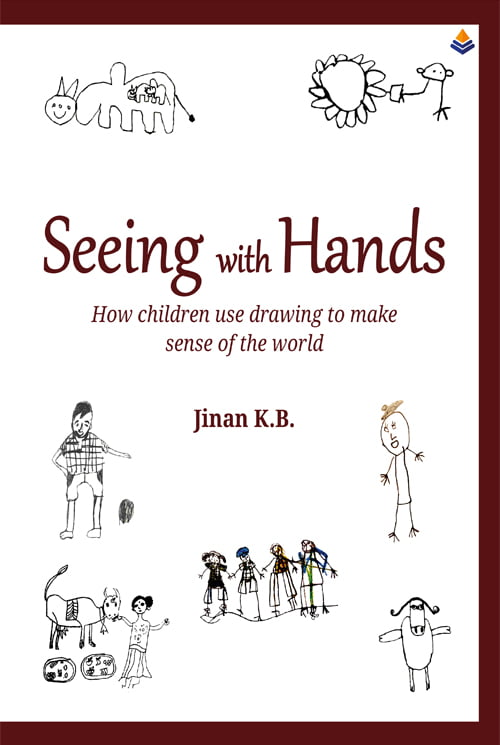 Seeing with Hands
How children use drawing to make
sense of the world
Jinan K.B.